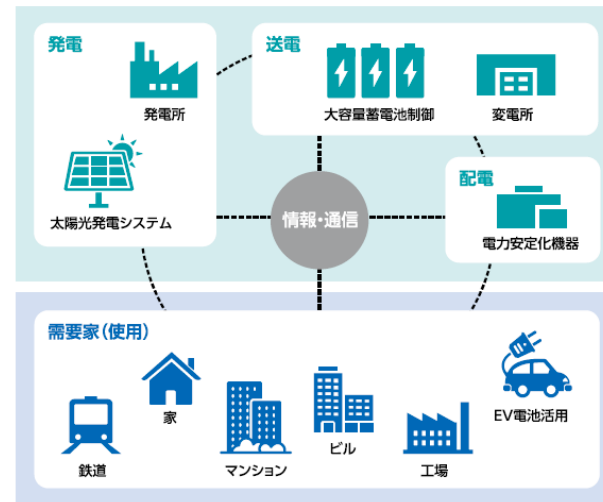 発電
発電所
太陽光発電システム
送電
大容量蓄電池制御
変電所
配電
電力安定化機器
情報・通信
需要家(使用)
鉄道
家
マンション
ビル
工場
EV電池活用